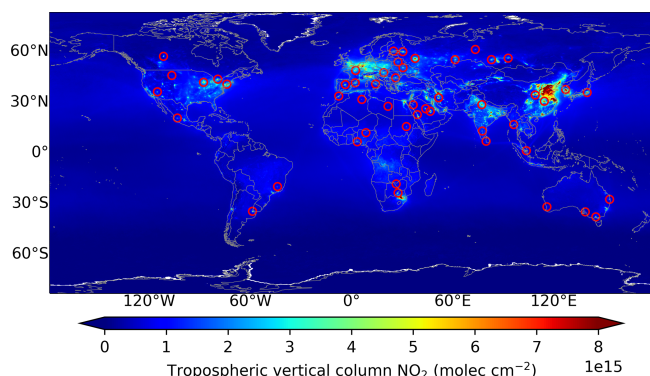 60°N
30°N
0°
30°S
60°S
120°W 60°W 0° 60°E 120°E
0 1 2 3 4 5 6 7 8
1e15
Tropospheric vertical column NO₂ (molec cm⁻²)